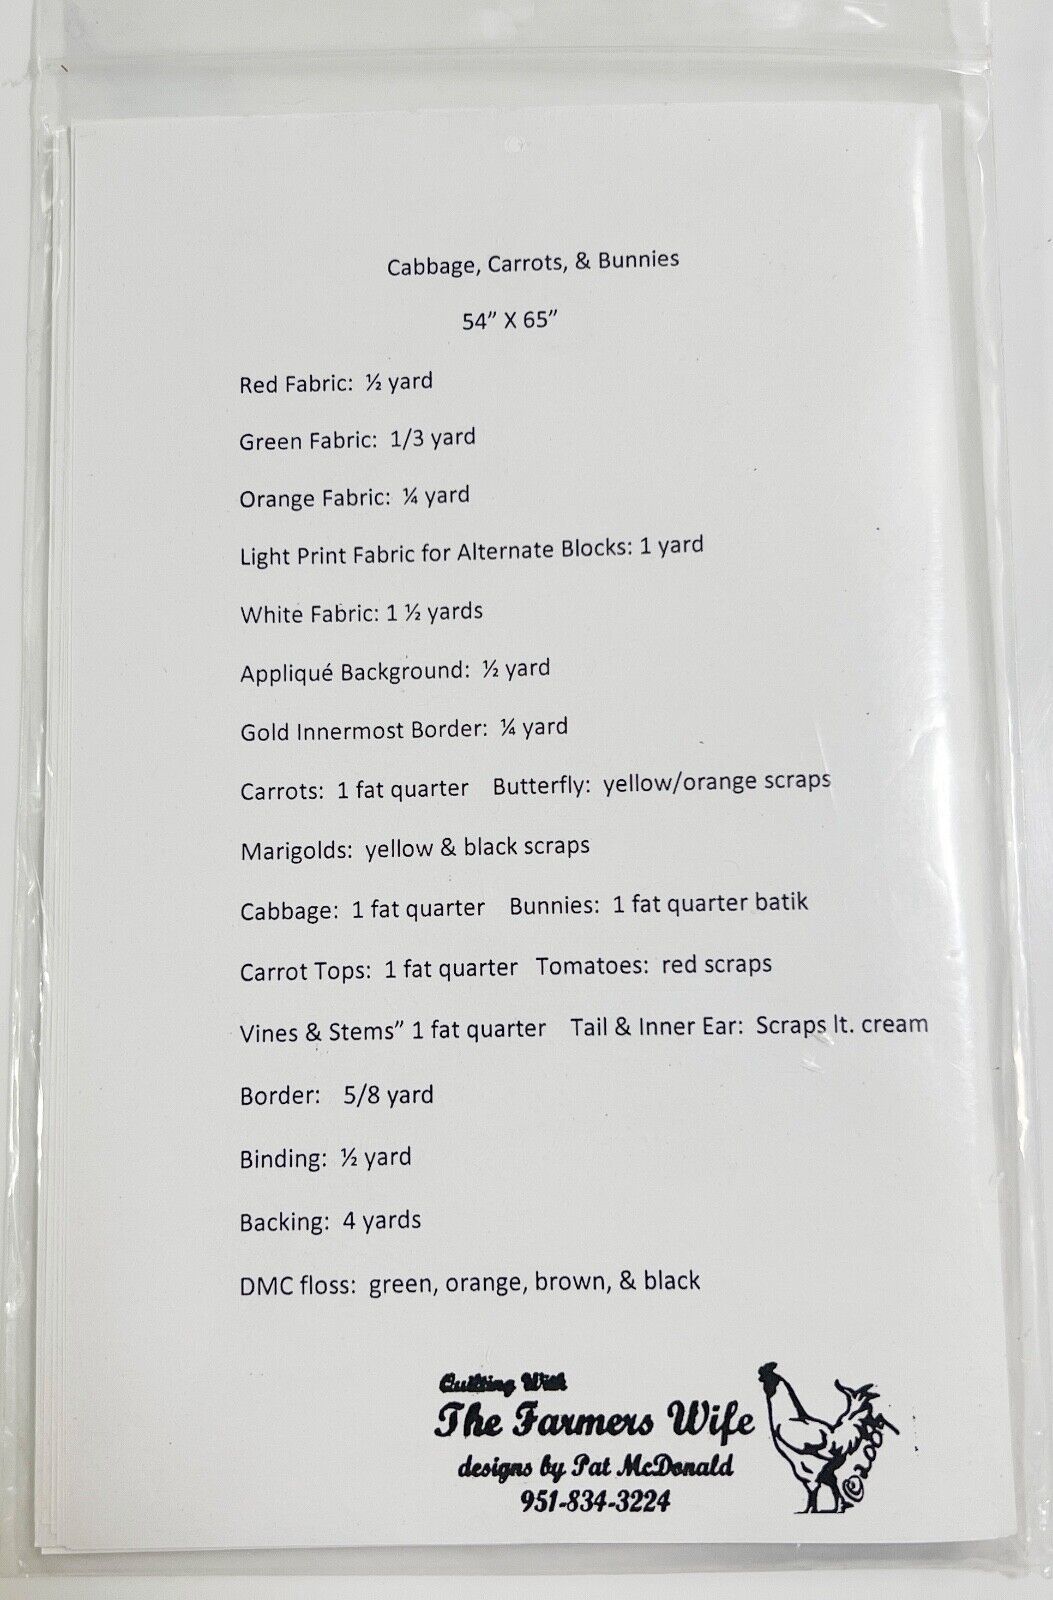 Cabbage, Carrots, & Bunnies
54” X 65”
Red Fabric: ½ yard
Green Fabric: 1/3 yard
Orange Fabric: ¼ yard
Light Print Fabric for Alternate Blocks: 1 yard
White Fabric: 1 ½ yards
Appliqué Background: ½ yard
Gold Innermost Border: ¼ yard
Carrots: 1 fat quarter Butterfly: yellow/orange scraps
Marigolds: yellow & black scraps
Cabbage: 1 fat quarter Bunnies: 1 fat quarter batik
Carrot Tops: 1 fat quarter Tomatoes: red scraps
Vines & Stems” 1 fat quarter Tail & Inner Ear: Scraps lt. cream
Border: 5/8 yard
Binding: ½ yard
Backing: 4 yards
DMC floss: green, orange, brown, & black
Quilting With
The Farmers Wife
designs by Pat McDonald
951-834-3224
©2009